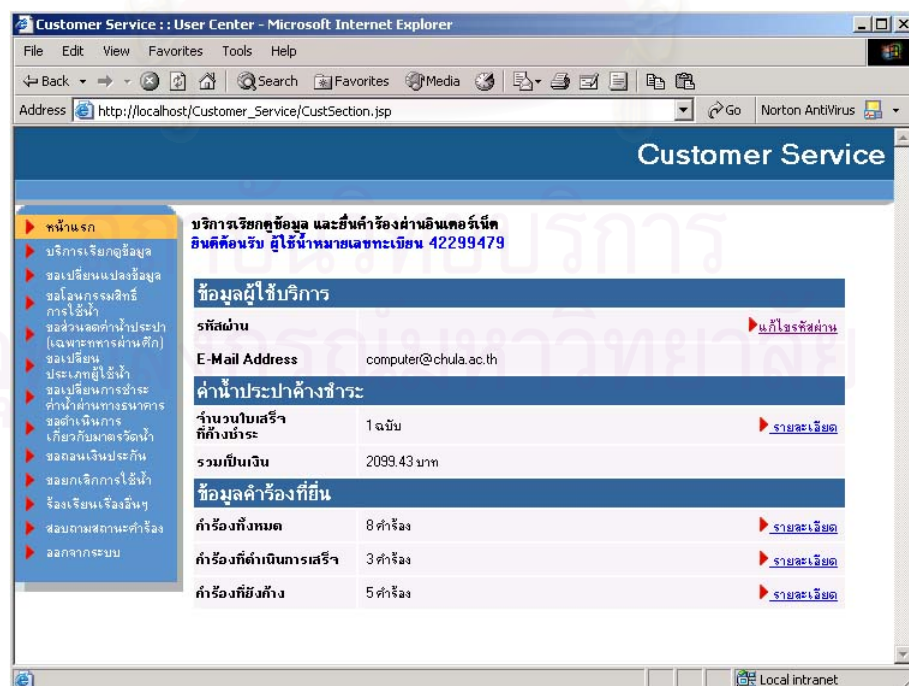 Customer Service :: User Center - Microsoft Internet Explorer
File Edit View Favorites Tools Help
Back Search Favorites Media
Address http://localhost/Customer_Service/CustSection.jsp Go Norton AntiVirus
Customer Service
หน้าแรก
บริการเรียกดูข้อมูล
ขอเปลี่ยนแปลงข้อมูล
ขอโอนกรรมสิทธิ์
การใช้น้ำ
ขอส่วนลดค่าน้ำประปา
(เฉพาะทหารผ่านศึก)
ขอเปลี่ยน
ประเภทผู้ใช้น้ำ
ขอเปลี่ยนการชำระ
ค่าน้ำผ่านทางธนาคาร
ขอดำเนินการ
เกี่ยวกับมาตรวัดน้ำ
ขอถอนเงินประกัน
ขอยกเลิกการใช้น้ำ
ร้องเรียนเรื่องอื่นๆ
สอบถามสถานะคำร้อง
ออกจากระบบ
บริการเรียกดูข้อมูล และยื่นคำร้องผ่านอินเตอร์เน็ต
ยินดีต้อนรับ ผู้ใช้น้ำหมายเลขทะเบียน 42299479
ข้อมูลผู้ใช้บริการ
รหัสผ่าน แก้ไขรหัสผ่าน
E-Mail Address computer@chula.ac.th
ค่าน้ำประปาค้างชำระ
จำนวนใบเสร็จ
ที่ค้างชำระ 1 ฉบับ รายละเอียด
รวมเป็นเงิน 2099.43 บาท
ข้อมูลคำร้องที่ยื่น
คำร้องทั้งหมด 8 คำร้อง รายละเอียด
คำร้องที่ดำเนินการเสร็จ 3 คำร้อง รายละเอียด
คำร้องที่ยังค้าง 5 คำร้อง รายละเอียด
Local intranet